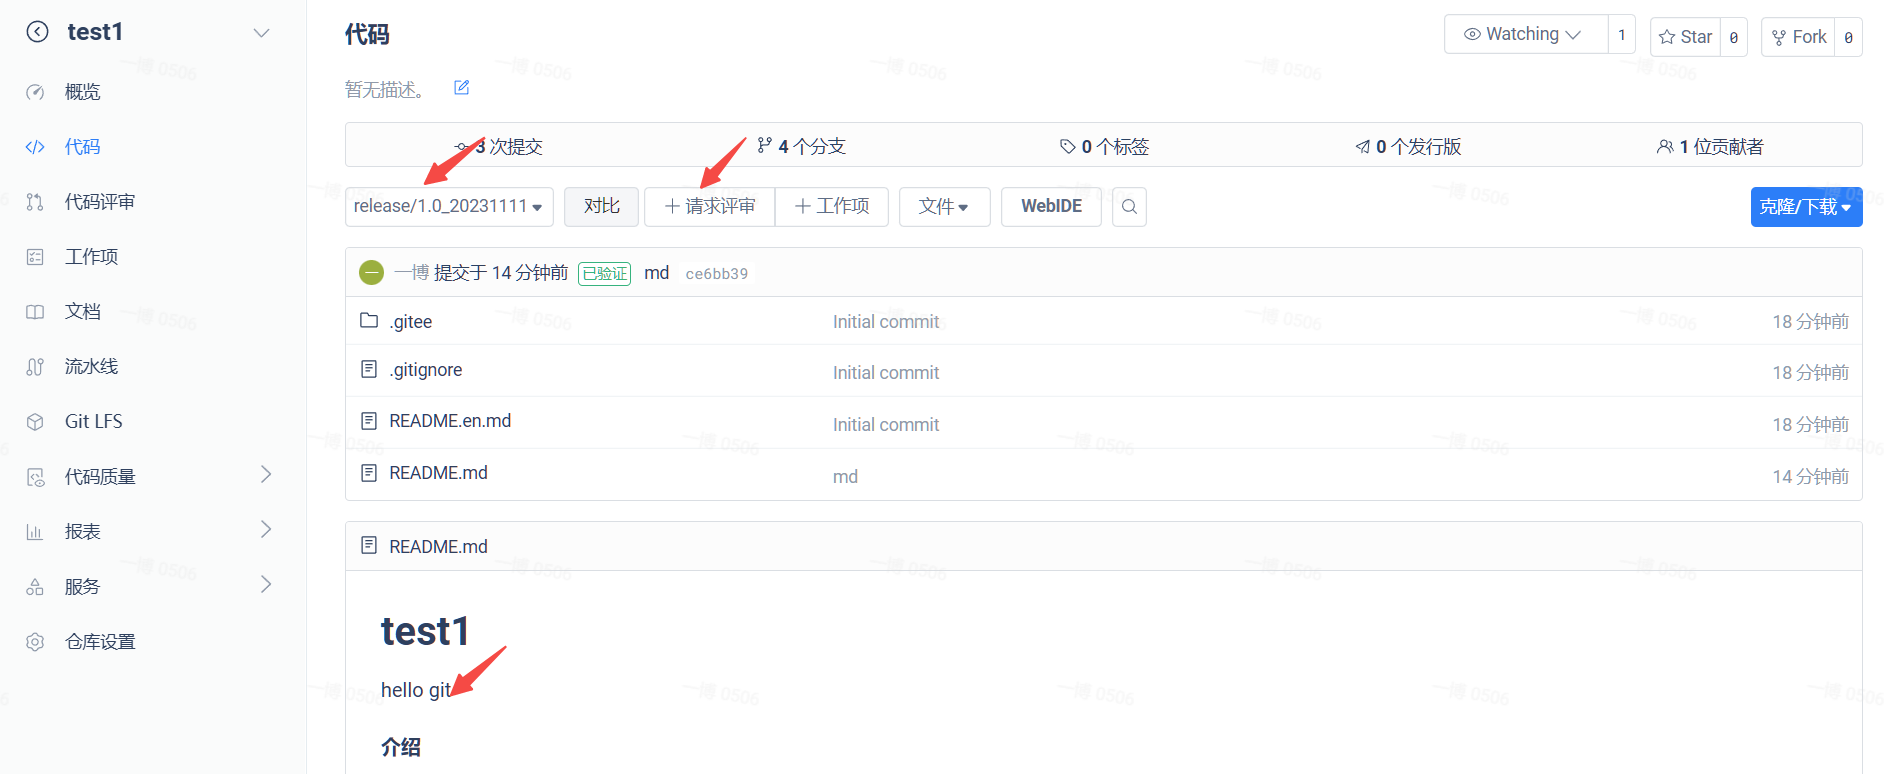 test1
概览
代码
代码评审
工作项
文档
流水线
Git LFS
代码质量
报表
服务
仓库设置
代码
Watching 1
Star 0
Fork 0
暂无描述。
3 次提交
4 个分支
0 个标签
0 个发行版
1 位贡献者
release/1.0_20231111
对比
请求评审
工作项
文件
WebIDE
克隆/下载
一博 提交于 14 分钟前 已验证 md ce6bb39
.gitee Initial commit 18 分钟前
.gitignore Initial commit 18 分钟前
README.en.md Initial commit 18 分钟前
README.md md 14 分钟前
README.md
test1
hello git
介绍
一博 0506